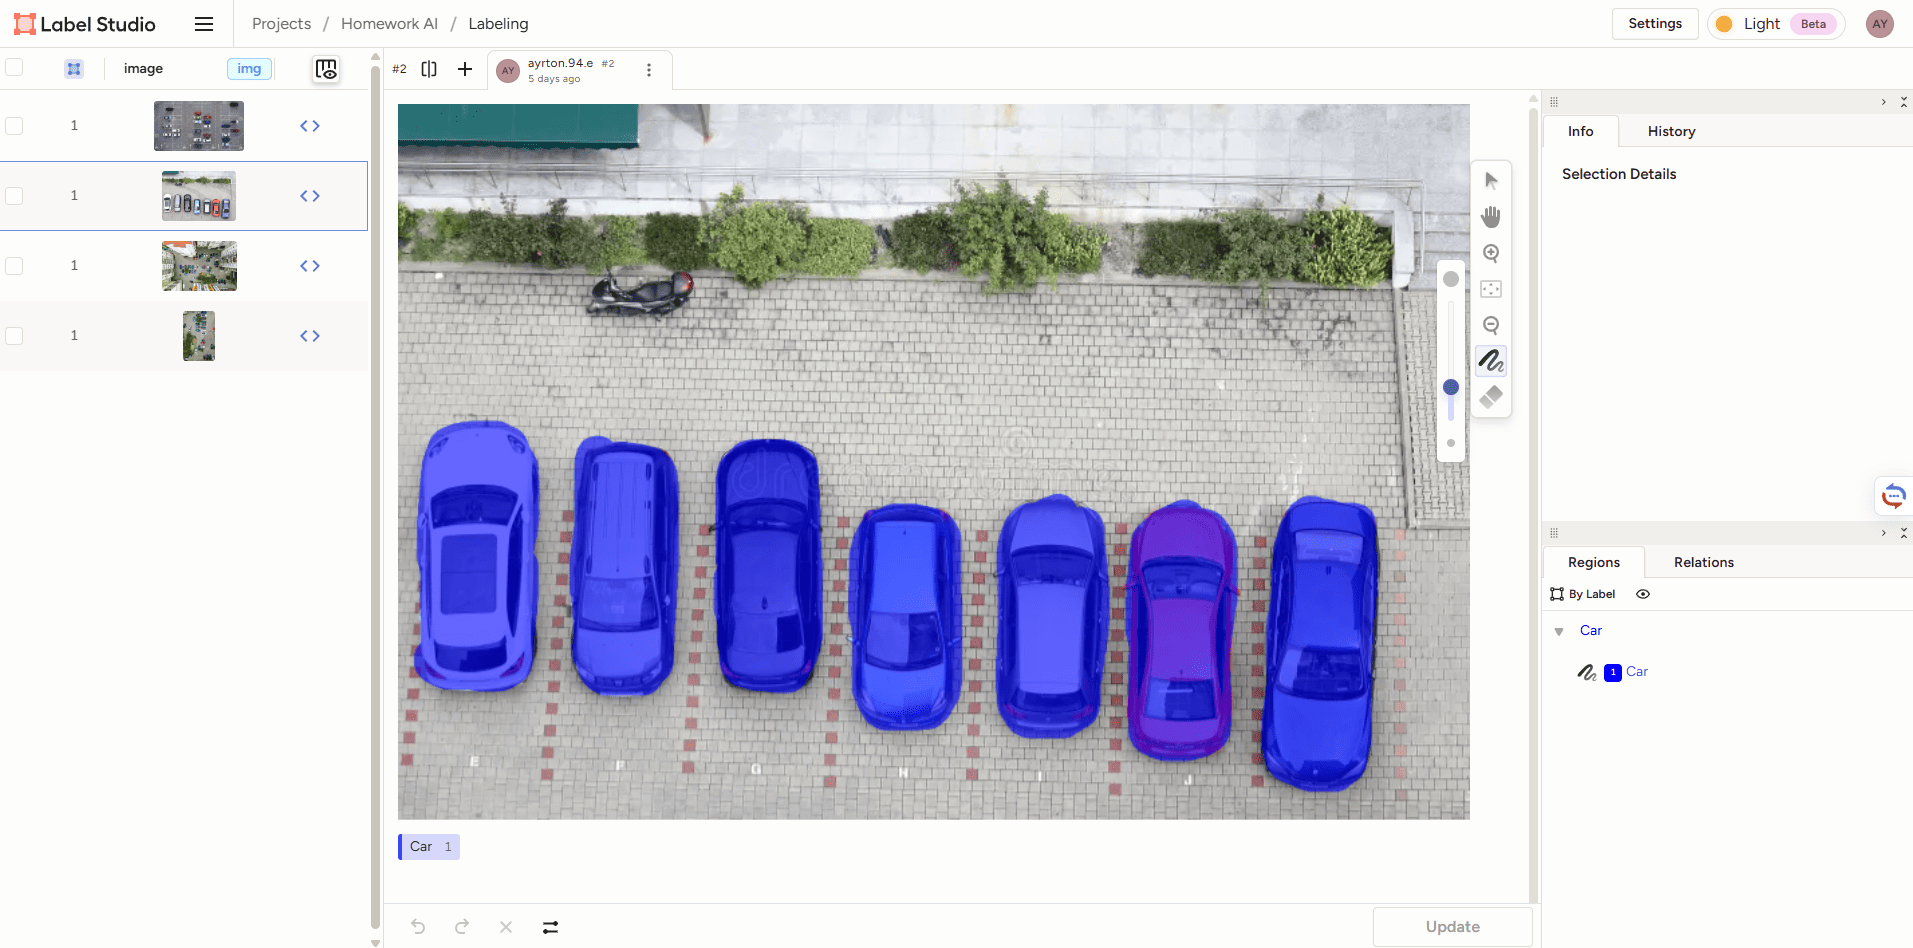 Label Studio
Projects / Homework AI / Labeling
Settings
Light Beta
AY
image img
1
1
1
1
#2
AY
ayrton.94.e #2
5 days ago
E F G H I J
Car 1
Update
Info History
Selection Details
Regions Relations
By Label
Car
1 Car